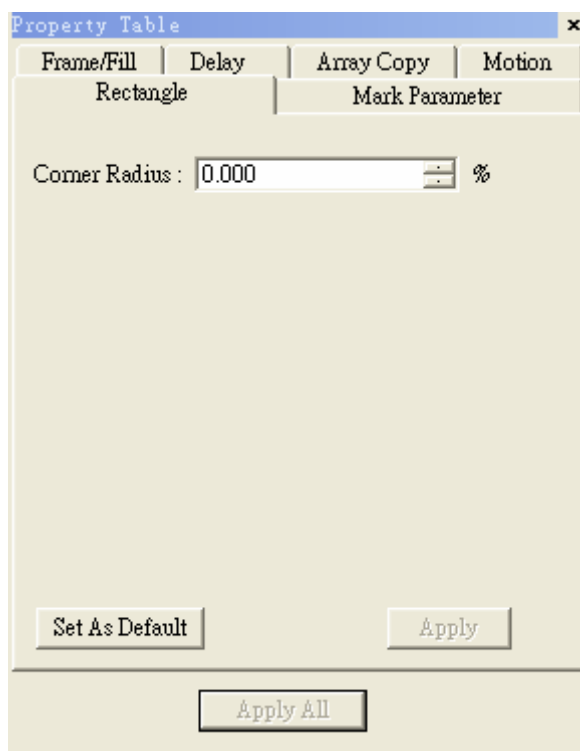 Property Table
Frame/Fill Delay Array Copy Motion
Rectangle Mark Parameter
Corner Radius : 0.000 %
Set As Default Apply
Apply All